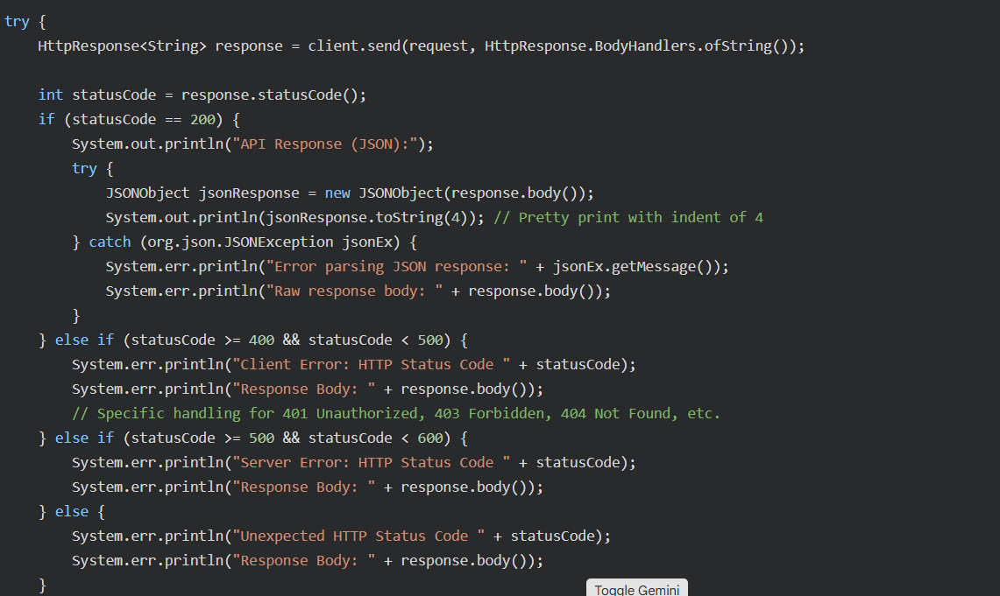 try {
    HttpResponse<String> response = client.send(request, HttpResponse.BodyHandlers.ofString());

    int statusCode = response.statusCode();
    if (statusCode == 200) {
        System.out.println("API Response (JSON):");
        try {
            JSONObject jsonResponse = new JSONObject(response.body());
            System.out.println(jsonResponse.toString(4)); // Pretty print with indent of 4
        } catch (org.json.JSONException jsonEx) {
            System.err.println("Error parsing JSON response: " + jsonEx.getMessage());
            System.err.println("Raw response body: " + response.body());
        }
    } else if (statusCode >= 400 && statusCode < 500) {
        System.err.println("Client Error: HTTP Status Code " + statusCode);
        System.err.println("Response Body: " + response.body());
        // Specific handling for 401 Unauthorized, 403 Forbidden, 404 Not Found, etc.
    } else if (statusCode >= 500 && statusCode < 600) {
        System.err.println("Server Error: HTTP Status Code " + statusCode);
        System.err.println("Response Body: " + response.body());
    } else {
        System.err.println("Unexpected HTTP Status Code " + statusCode);
        System.err.println("Response Body: " + response.body());
    }
Toggle Gemini